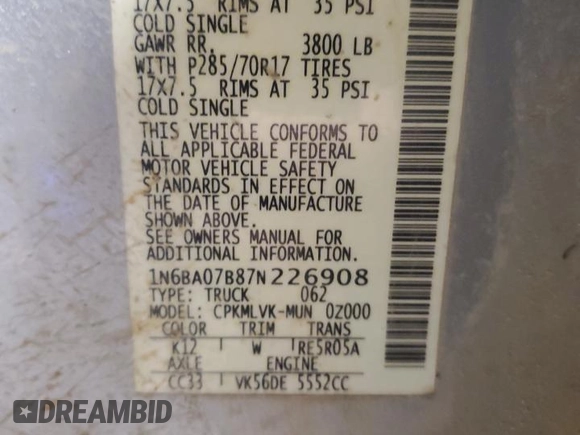 17X7.5 RIMS AT 35 PSI
COLD SINGLE
GAWR RR. 3800 LB
WITH P285/70R17 TIRES
17X7.5 RIMS AT 35 PSI
COLD SINGLE
THIS VEHICLE CONFORMS TO
ALL APPLICABLE FEDERAL
MOTOR VEHICLE SAFETY
STANDARDS IN EFFECT ON
THE DATE OF MANUFACTURE
SHOWN ABOVE.
SEE OWNERS MANUAL FOR
ADDITIONAL INFORMATION.
1N6BA07B87N226908
TYPE: TRUCK 062
MODEL: CPKMLVK-MUN 0Z000
COLOR TRIM TRANS
K12 W RE5R05A
AXLE ENGINE
CC33 VK56DE 5552CC
DREAMBID